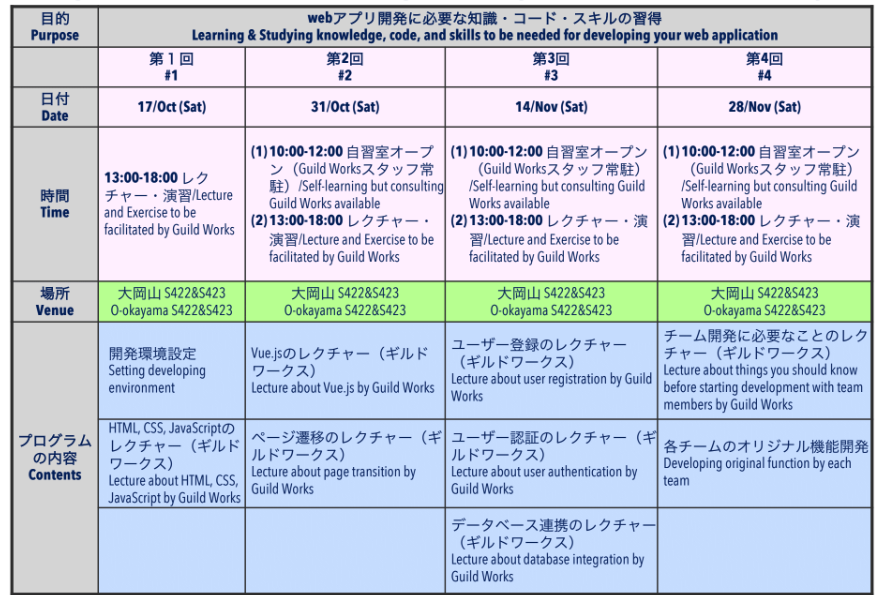 目的
Purpose
webアプリ開発に必要な知識・コード・スキルの習得
Learning & Studying knowledge, code, and skills to be needed for developing your web application
第１回
#1
第2回
#2
第3回
#3
第4回
#4
日付
Date
17/Oct (Sat)
31/Oct (Sat)
14/Nov (Sat)
28/Nov (Sat)
時間
Time
13:00-18:00 レク
チャー・演習/Lecture
and Exercise to be
facilitated by Guild Works
(1)10:00-12:00 自習室オープ
ン（Guild Worksスタッフ常
駐）/Self-learning but consulting
Guild Works available
(2)13:00-18:00 レクチャー・
演習/Lecture and Exercise to be
facilitated by Guild Works
(1)10:00-12:00 自習室オープン
（Guild Worksスタッフ常駐）
/Self-learning but consulting Guild
Works available
(2)13:00-18:00 レクチャー・演
習/Lecture and Exercise to be
facilitated by Guild Works
(1)10:00-12:00 自習室オープン
（Guild Worksスタッフ常駐）
/Self-learning but consulting Guild
Works available
(2)13:00-18:00 レクチャー・演
習/Lecture and Exercise to be
facilitated by Guild Works
場所
Venue
大岡山 S422&S423
O-okayama S422&S423
大岡山 S422&S423
O-okayama S422&S423
大岡山 S422&S423
O-okayama S422&S423
大岡山 S422&S423
O-okayama S422&S423
プログラム
の内容
Contents
開発環境設定
Setting developing
environment
Vue.jsのレクチャー（ギルド
ワークス）
Lecture about Vue.js by Guild Works
ユーザー登録のレクチャー
（ギルドワークス）
Lecture about user registration by Guild
Works
チーム開発に必要なことのレク
チャー（ギルドワークス）
Lecture about things you should know
before starting development with team
members by Guild Works
HTML, CSS, JavaScriptの
レクチャー（ギルド
ワークス）
Lecture about HTML, CSS,
JavaScript by Guild Works
ページ遷移のレクチャー（ギ
ルドワークス）
Lecture about page transition by
Guild Works
ユーザー認証のレクチャー（ギ
ルドワークス）
Lecture about user authentication by
Guild Works
各チームのオリジナル機能開発
Developing original function by each
team
データベース連携のレクチャー
（ギルドワークス）
Lecture about database integration by
Guild Works